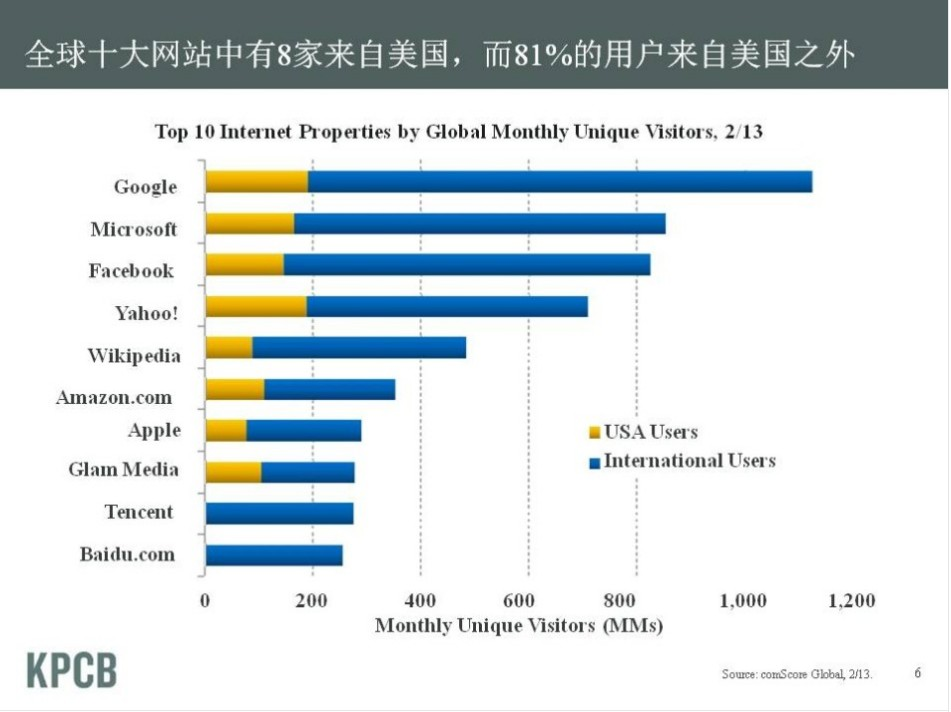 全球十大网站中有8家来自美国，而81%的用户来自美国之外
Top 10 Internet Properties by Global Monthly Unique Visitors, 2/13
Google
Microsoft
Facebook
Yahoo!
Wikipedia
Amazon.com
Apple
Glam Media
Tencent
Baidu.com
USA Users
International Users
0 200 400 600 800 1,000 1,200
Monthly Unique Visitors (MMs)
KPCB
Source: comScore Global, 2/13.
6